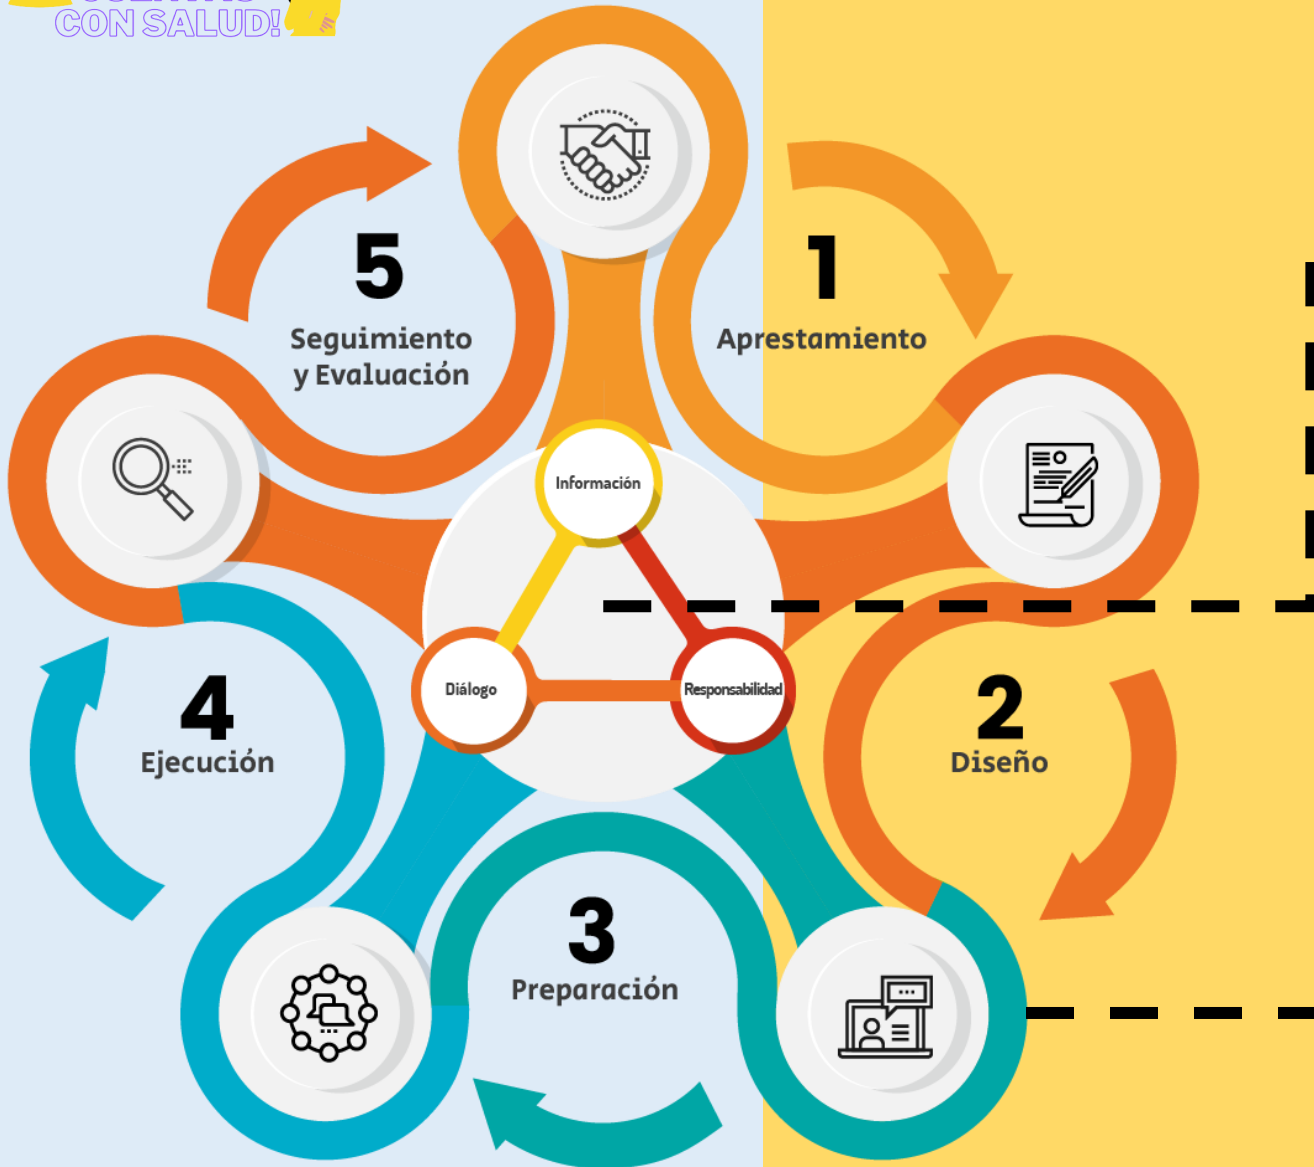 CON SALUD!
1
Aprestamiento
2
Diseño
3
Preparación
4
Ejecución
5
Seguimiento
y Evaluación
Información
Diálogo
Responsabilidad